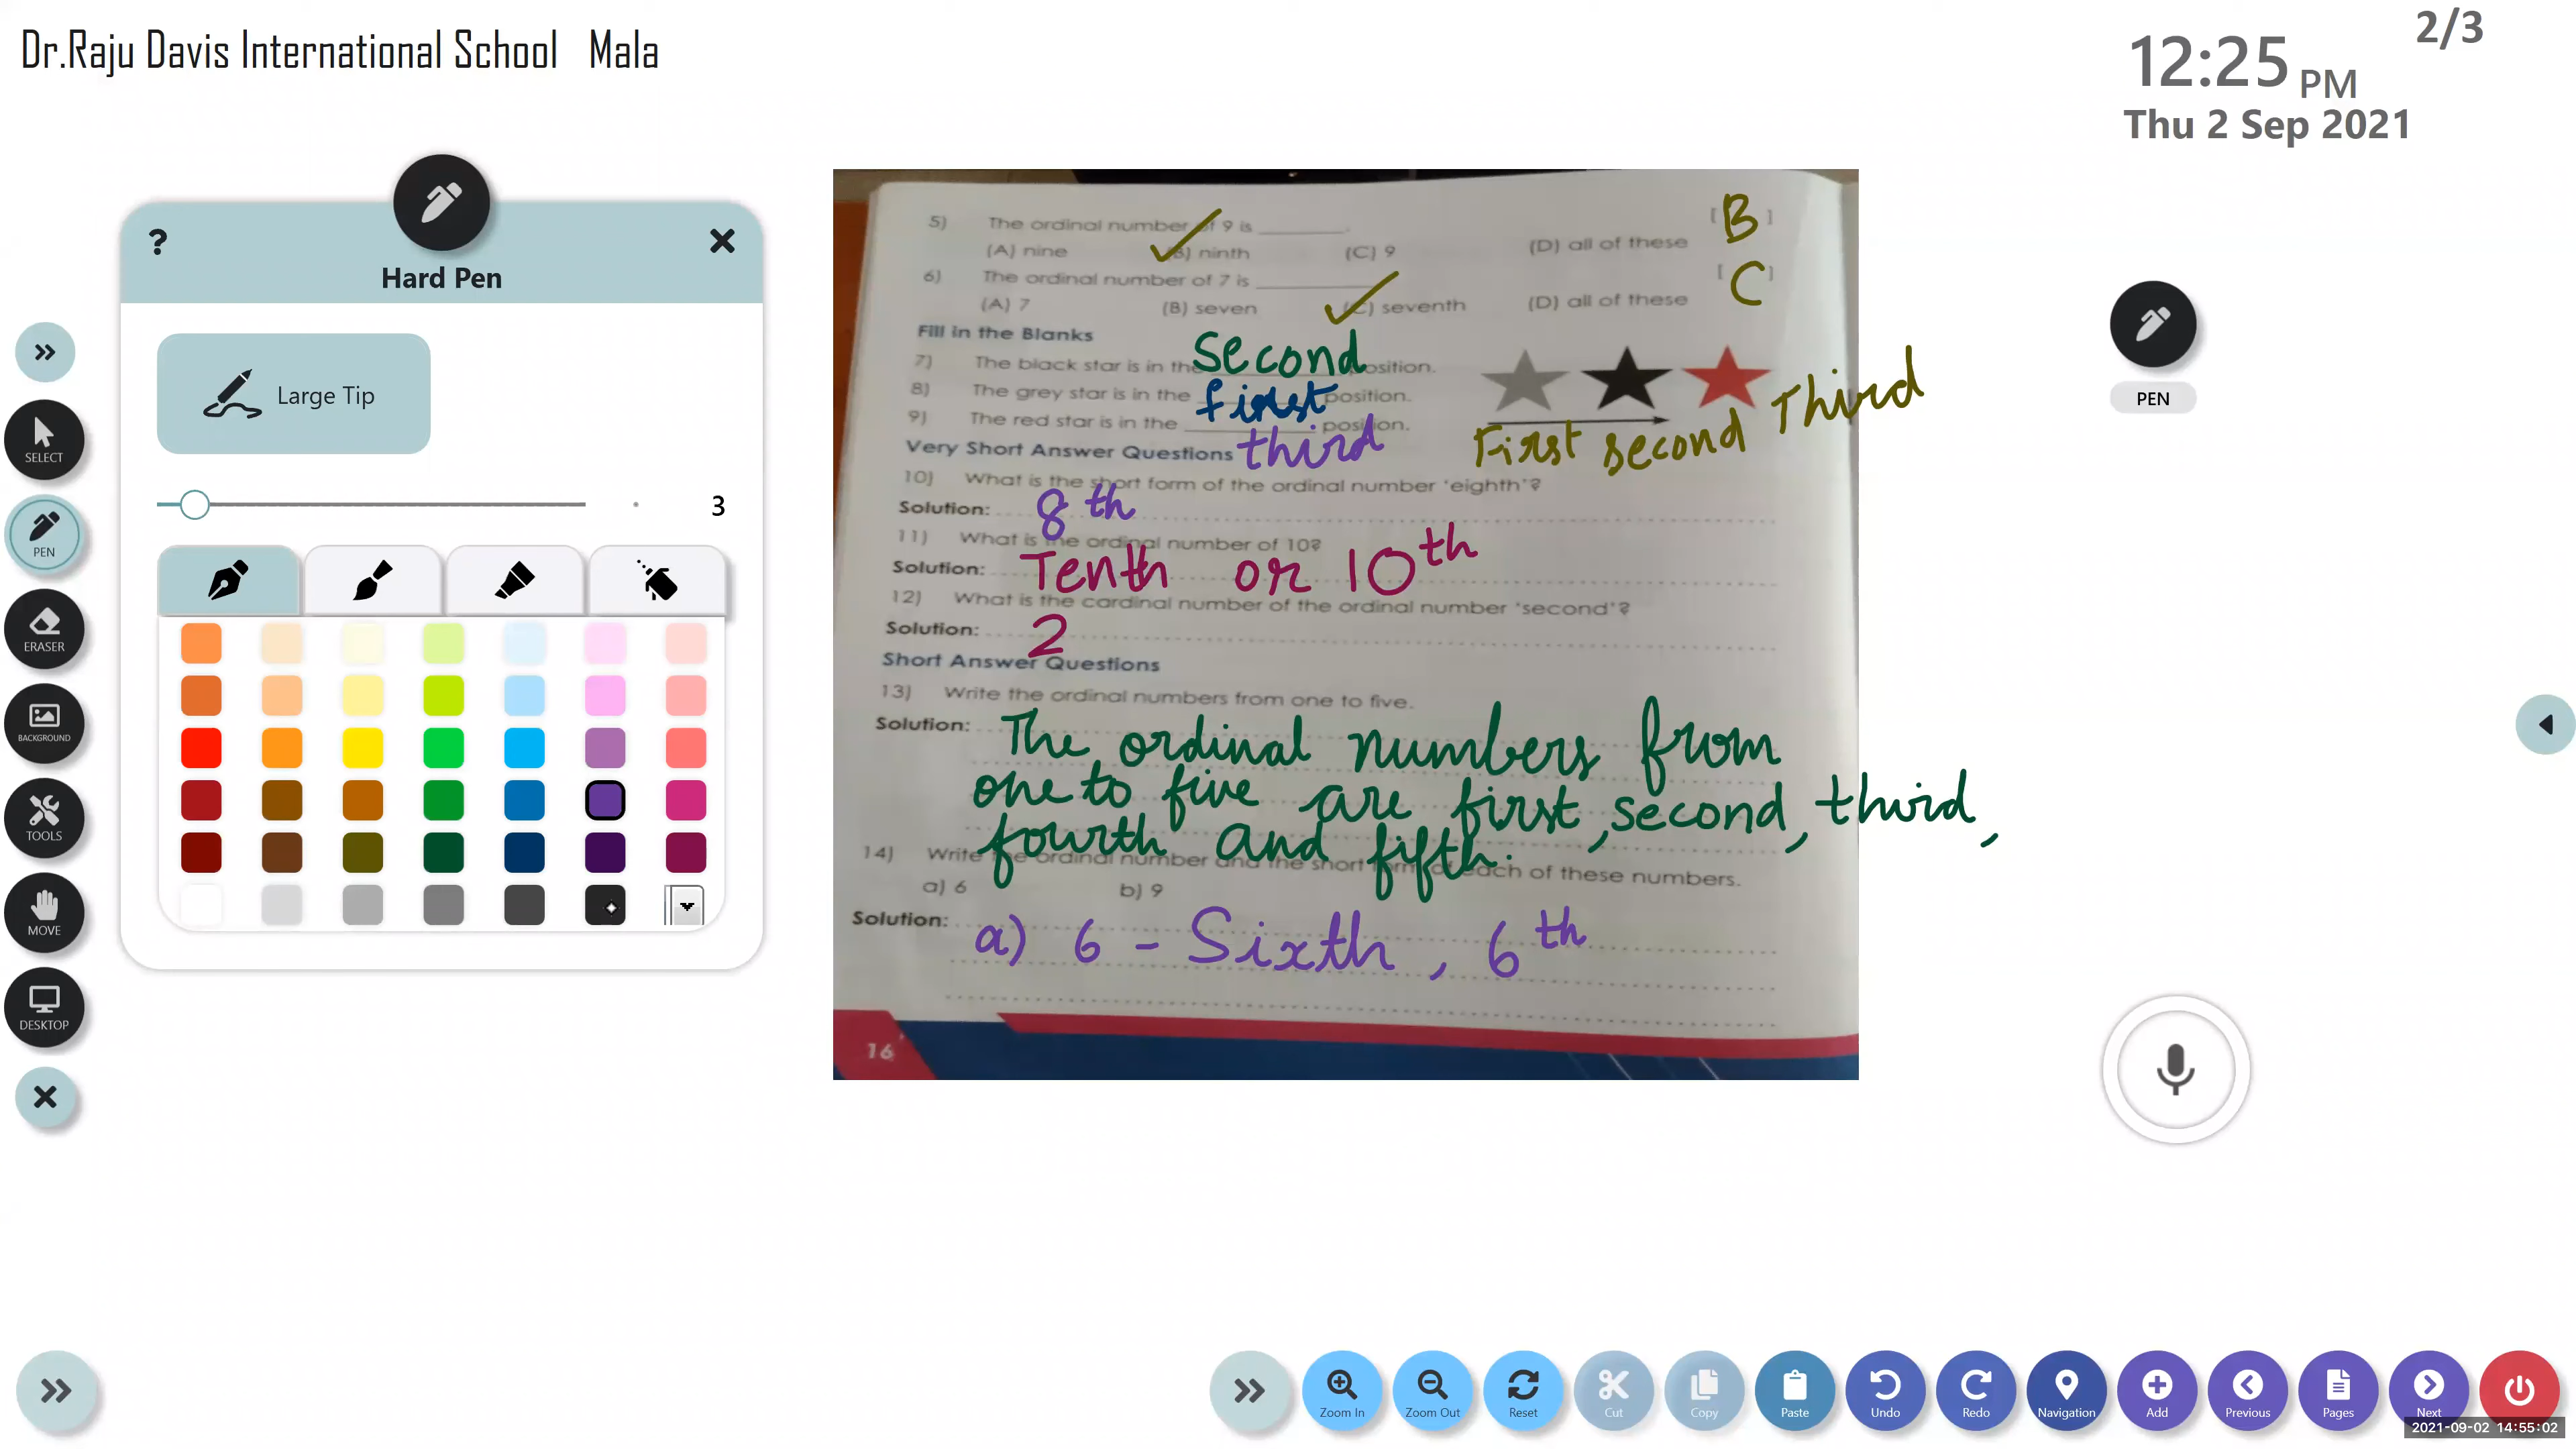 Dr.Raju Davis International School Mala
2/3
12:25 PM
Thu 2 Sep 2021
?
Hard Pen
Large Tip
3
SELECT
PEN
ERASER
BACKGROUND
TOOLS
MOVE
DESKTOP
5) The ordinal number of 9 is ________. [ B ]
(A) nine (B) ninth (C) 9 (D) all of these
6) The ordinal number of 7 is ________ [ C ]
(A) 7 (B) seven (C) seventh (D) all of these
Fill in the Blanks
7) The black star is in the second position.
8) The grey star is in the first position.
9) The red star is in the third position.
First second Third
Very Short Answer Questions
10) What is the short form of the ordinal number 'eighth'?
Solution: 8th
11) What is the ordinal number of 10?
Solution: Tenth or 10th
12) What is the cardinal number of the ordinal number 'second'?
Solution: 2
Short Answer Questions
13) Write the ordinal numbers from one to five.
Solution: The ordinal numbers from
one to five are first, second, third,
fourth and fifth.
14) Write the ordinal number and the short form of each of these numbers.
a) 6 b) 9
Solution: a) 6 - Sixth, 6th
16
PEN
Zoom In
Zoom Out
Reset
Cut
Copy
Paste
Undo
Redo
Navigation
Add
Previous
Pages
Next
2021-09-02 14:55:02